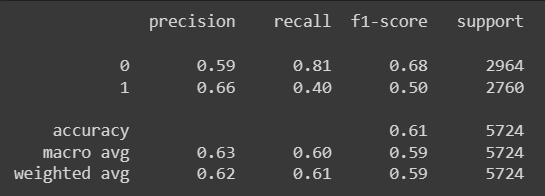 precision recall f1-score support
0 0.59 0.81 0.68 2964
1 0.66 0.40 0.50 2760
accuracy 0.61 5724
macro avg 0.63 0.60 0.59 5724
weighted avg 0.62 0.61 0.59 5724